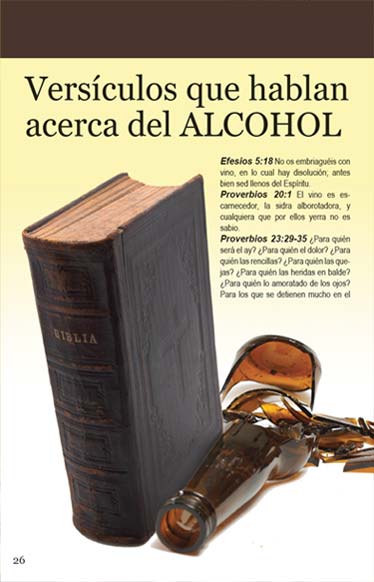 Versículos que hablan
acerca del ALCOHOL
Efesios 5:18 No os embriaguéis con
vino, en lo cual hay disolución; antes
bien sed llenos del Espíritu.
Proverbios 20:1 El vino es es-
carnecedor, la sidra alborotadora, y
cualquiera que por ellos yerra no es
sabio.
Proverbios 23:29-35 ¿Para quién
será el ay? ¿Para quién el dolor? ¿Para
quién las rencillas? ¿Para quién las que-
jas? ¿Para quién las heridas en balde?
¿Para quién lo amoratado de los ojos?
Para los que se detienen mucho en el
BIBLIA
26